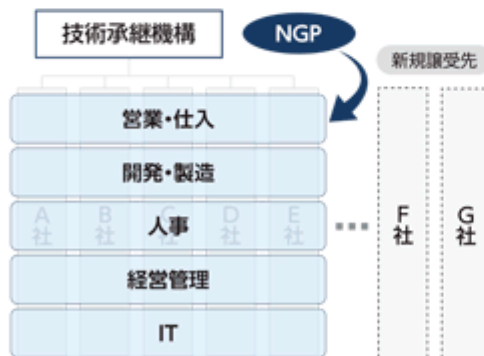 技術承継機構
NGP
新規譲受先
営業・仕入
開発・製造
A社
B社
C社
D社
E社
人事
F社
G社
経営管理
IT